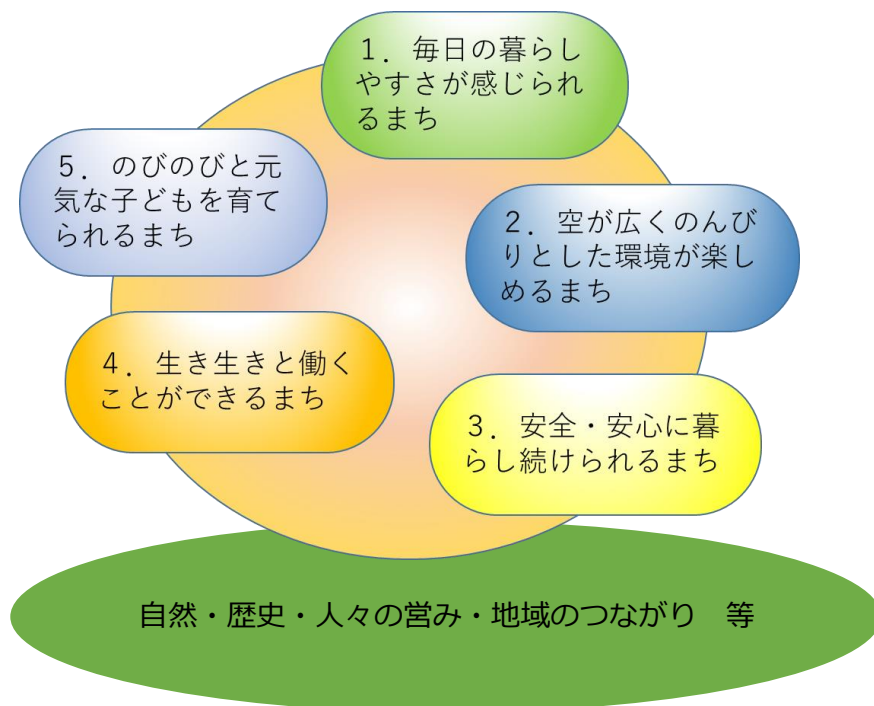 １．毎日の暮らし
やすさが感じられ
るまち
２．空が広くのんび
りとした環境が楽し
めるまち
３．安全・安心に暮
らし続けられるまち
４．生き生きと働く
ことができるまち
５．のびのびと元
気な子どもを育て
られるまち
自然・歴史・人々の営み・地域のつながり　等